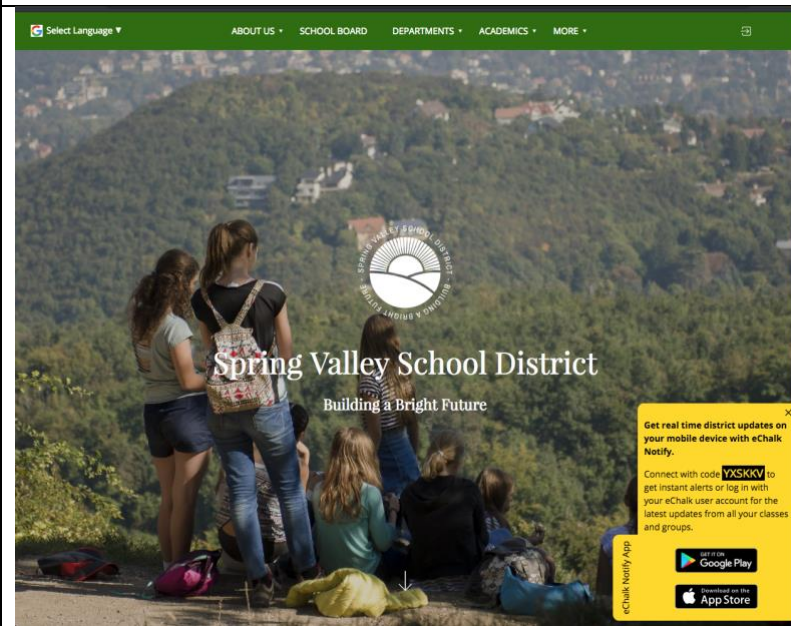 Select Language ▼
ABOUT US ▾ SCHOOL BOARD DEPARTMENTS ▾ ACADEMICS ▾ MORE ▾
SPRING VALLEY SCHOOL DISTRICT - BUILDING A BRIGHT FUTURE -
Spring Valley School District
Building a Bright Future
×
Get real time district updates on
your mobile device with eChalk
Notify.
Connect with code YXSKKV to
get instant alerts or log in with
your eChalk user account for the
latest updates from all your classes
and groups.
eChalk Notify App
GET IT ON
Google Play
Download on the
App Store